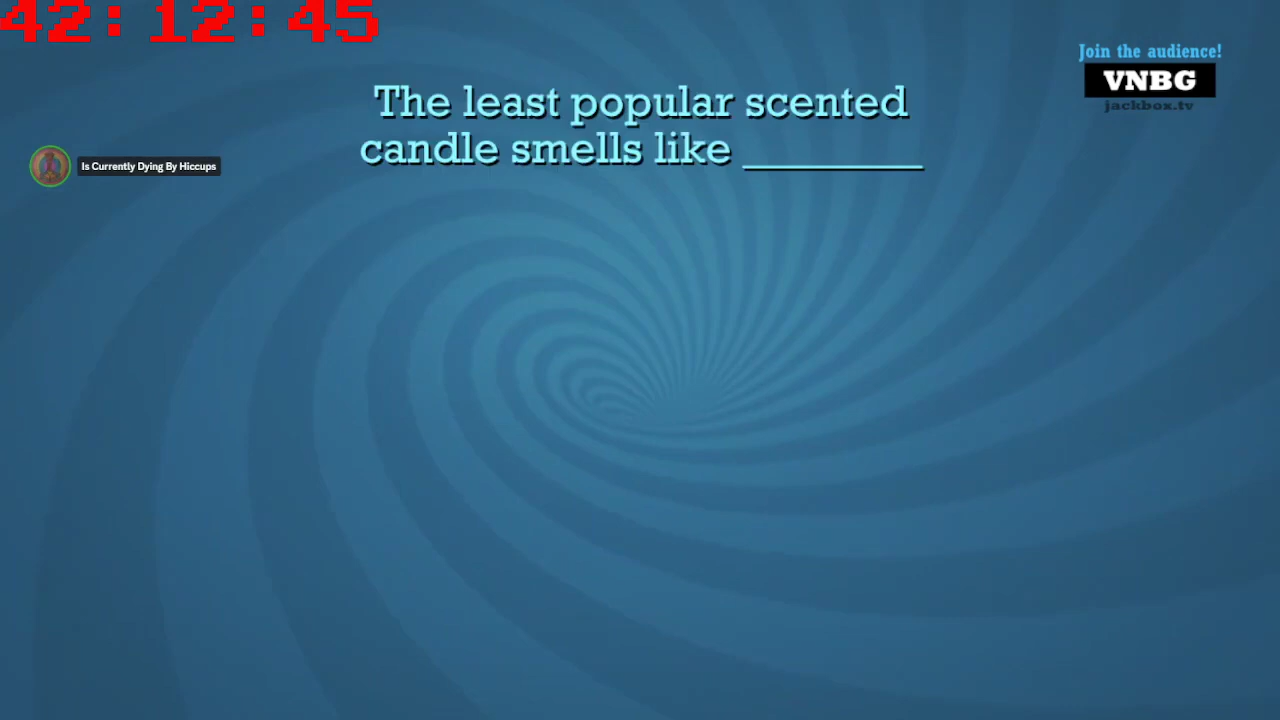 42:12:45
Join the audience!
VNBG
jackbox.tv
The least popular scented
candle smells like ________
Is Currently Dying By Hiccups